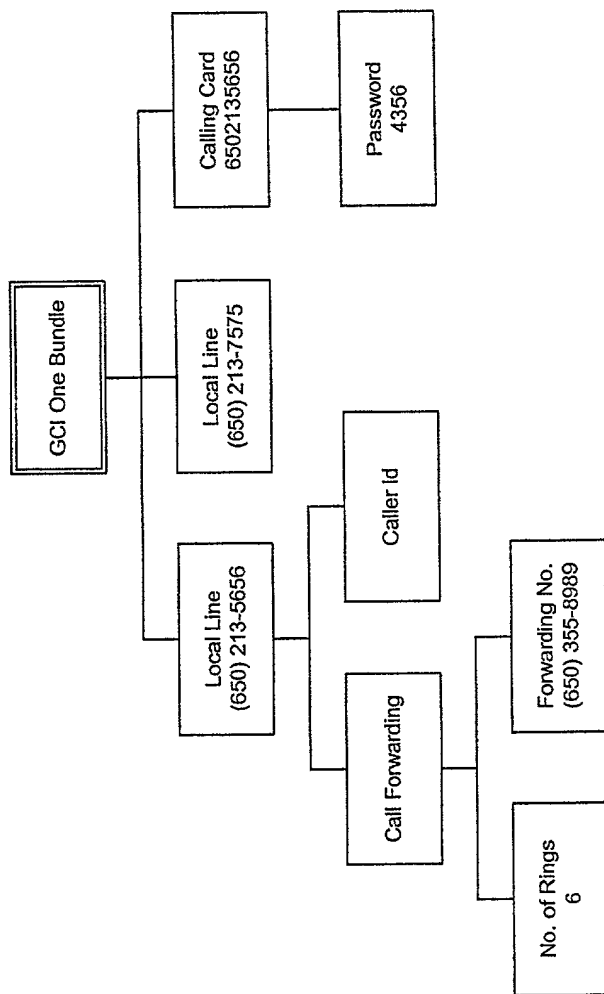 GCI One Bundle
Local Line
(650) 213-5656
Local Line
(650) 213-7575
Calling Card
6502135656
Call Forwarding
Caller Id
Password
4356
No. of Rings
6
Forwarding No.
(650) 355-8989